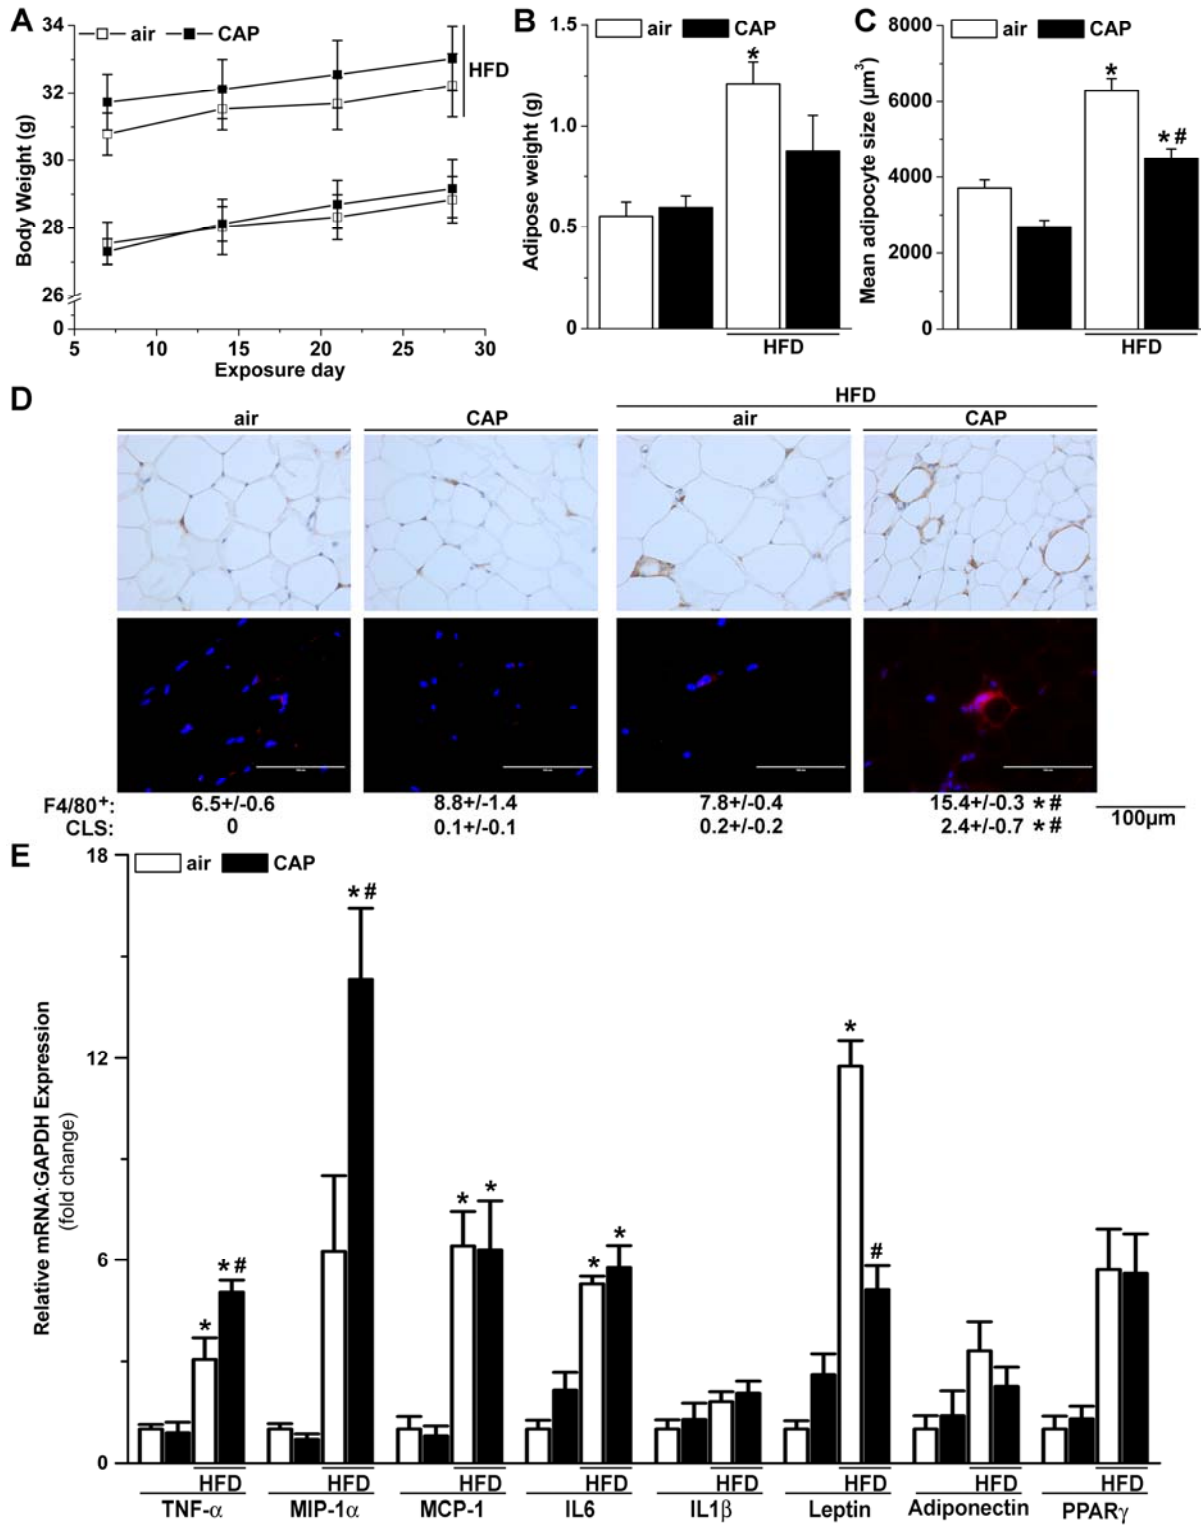 A
34
32
30
28
26
0
Body Weight (g)
air CAP
HFD
5 10 15 20 25 30
Exposure day
B
1.5
1.0
0.5
0
Adipose weight (g)
air CAP
*
HFD
C
8000
6000
4000
2000
0
Mean adipocyte size (µm³)
air CAP
*
*#
HFD
D
HFD
air CAP air CAP
F4/80⁺: 6.5+/-0.6 8.8+/-1.4 7.8+/-0.4 15.4+/-0.3 *#
CLS: 0 0.1+/-0.1 0.2+/-0.2 2.4+/-0.7 *#
100µm
E
18
12
6
0
Relative mRNA:GAPDH Expression
(fold change)
air CAP
*#
*
* *
* *
*#
*
#
HFD HFD HFD HFD HFD HFD HFD HFD
TNF-α MIP-1α MCP-1 IL6 IL1β Leptin Adiponectin PPARγ